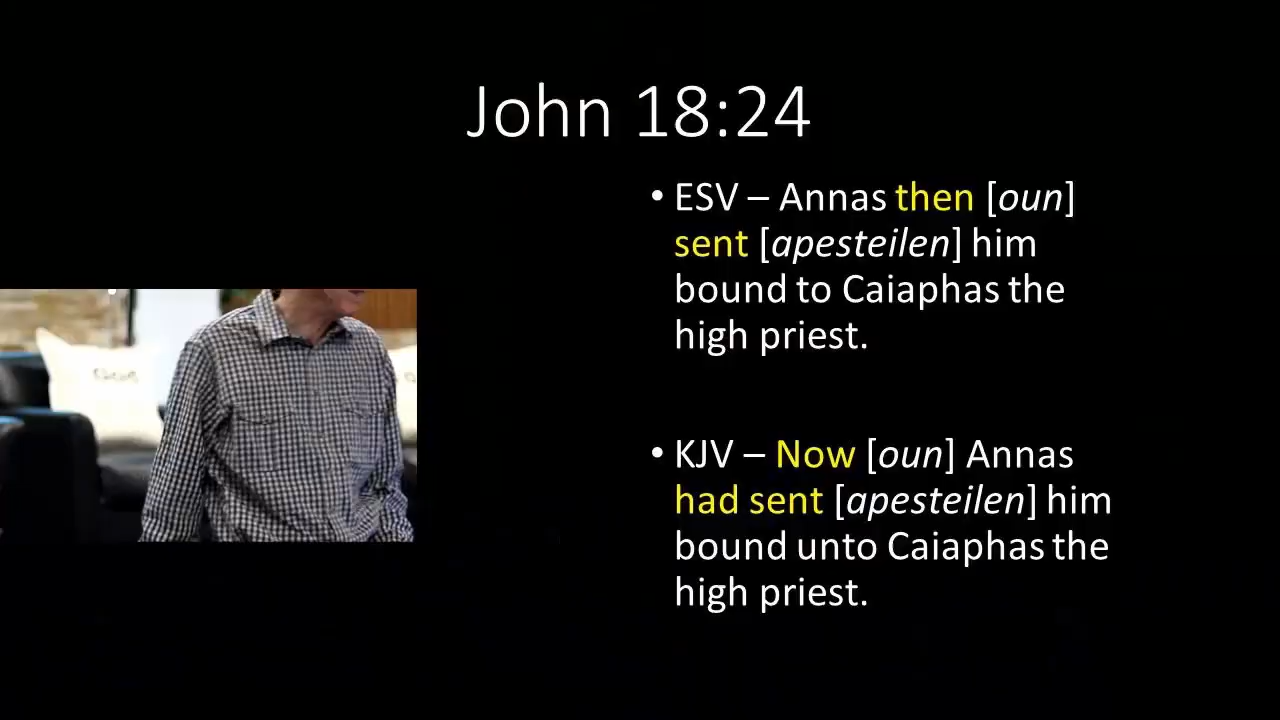 John 18:24
• ESV – Annas then [oun]
sent [apesteilen] him
bound to Caiaphas the
high priest.
• KJV – Now [oun] Annas
had sent [apesteilen] him
bound unto Caiaphas the
high priest.